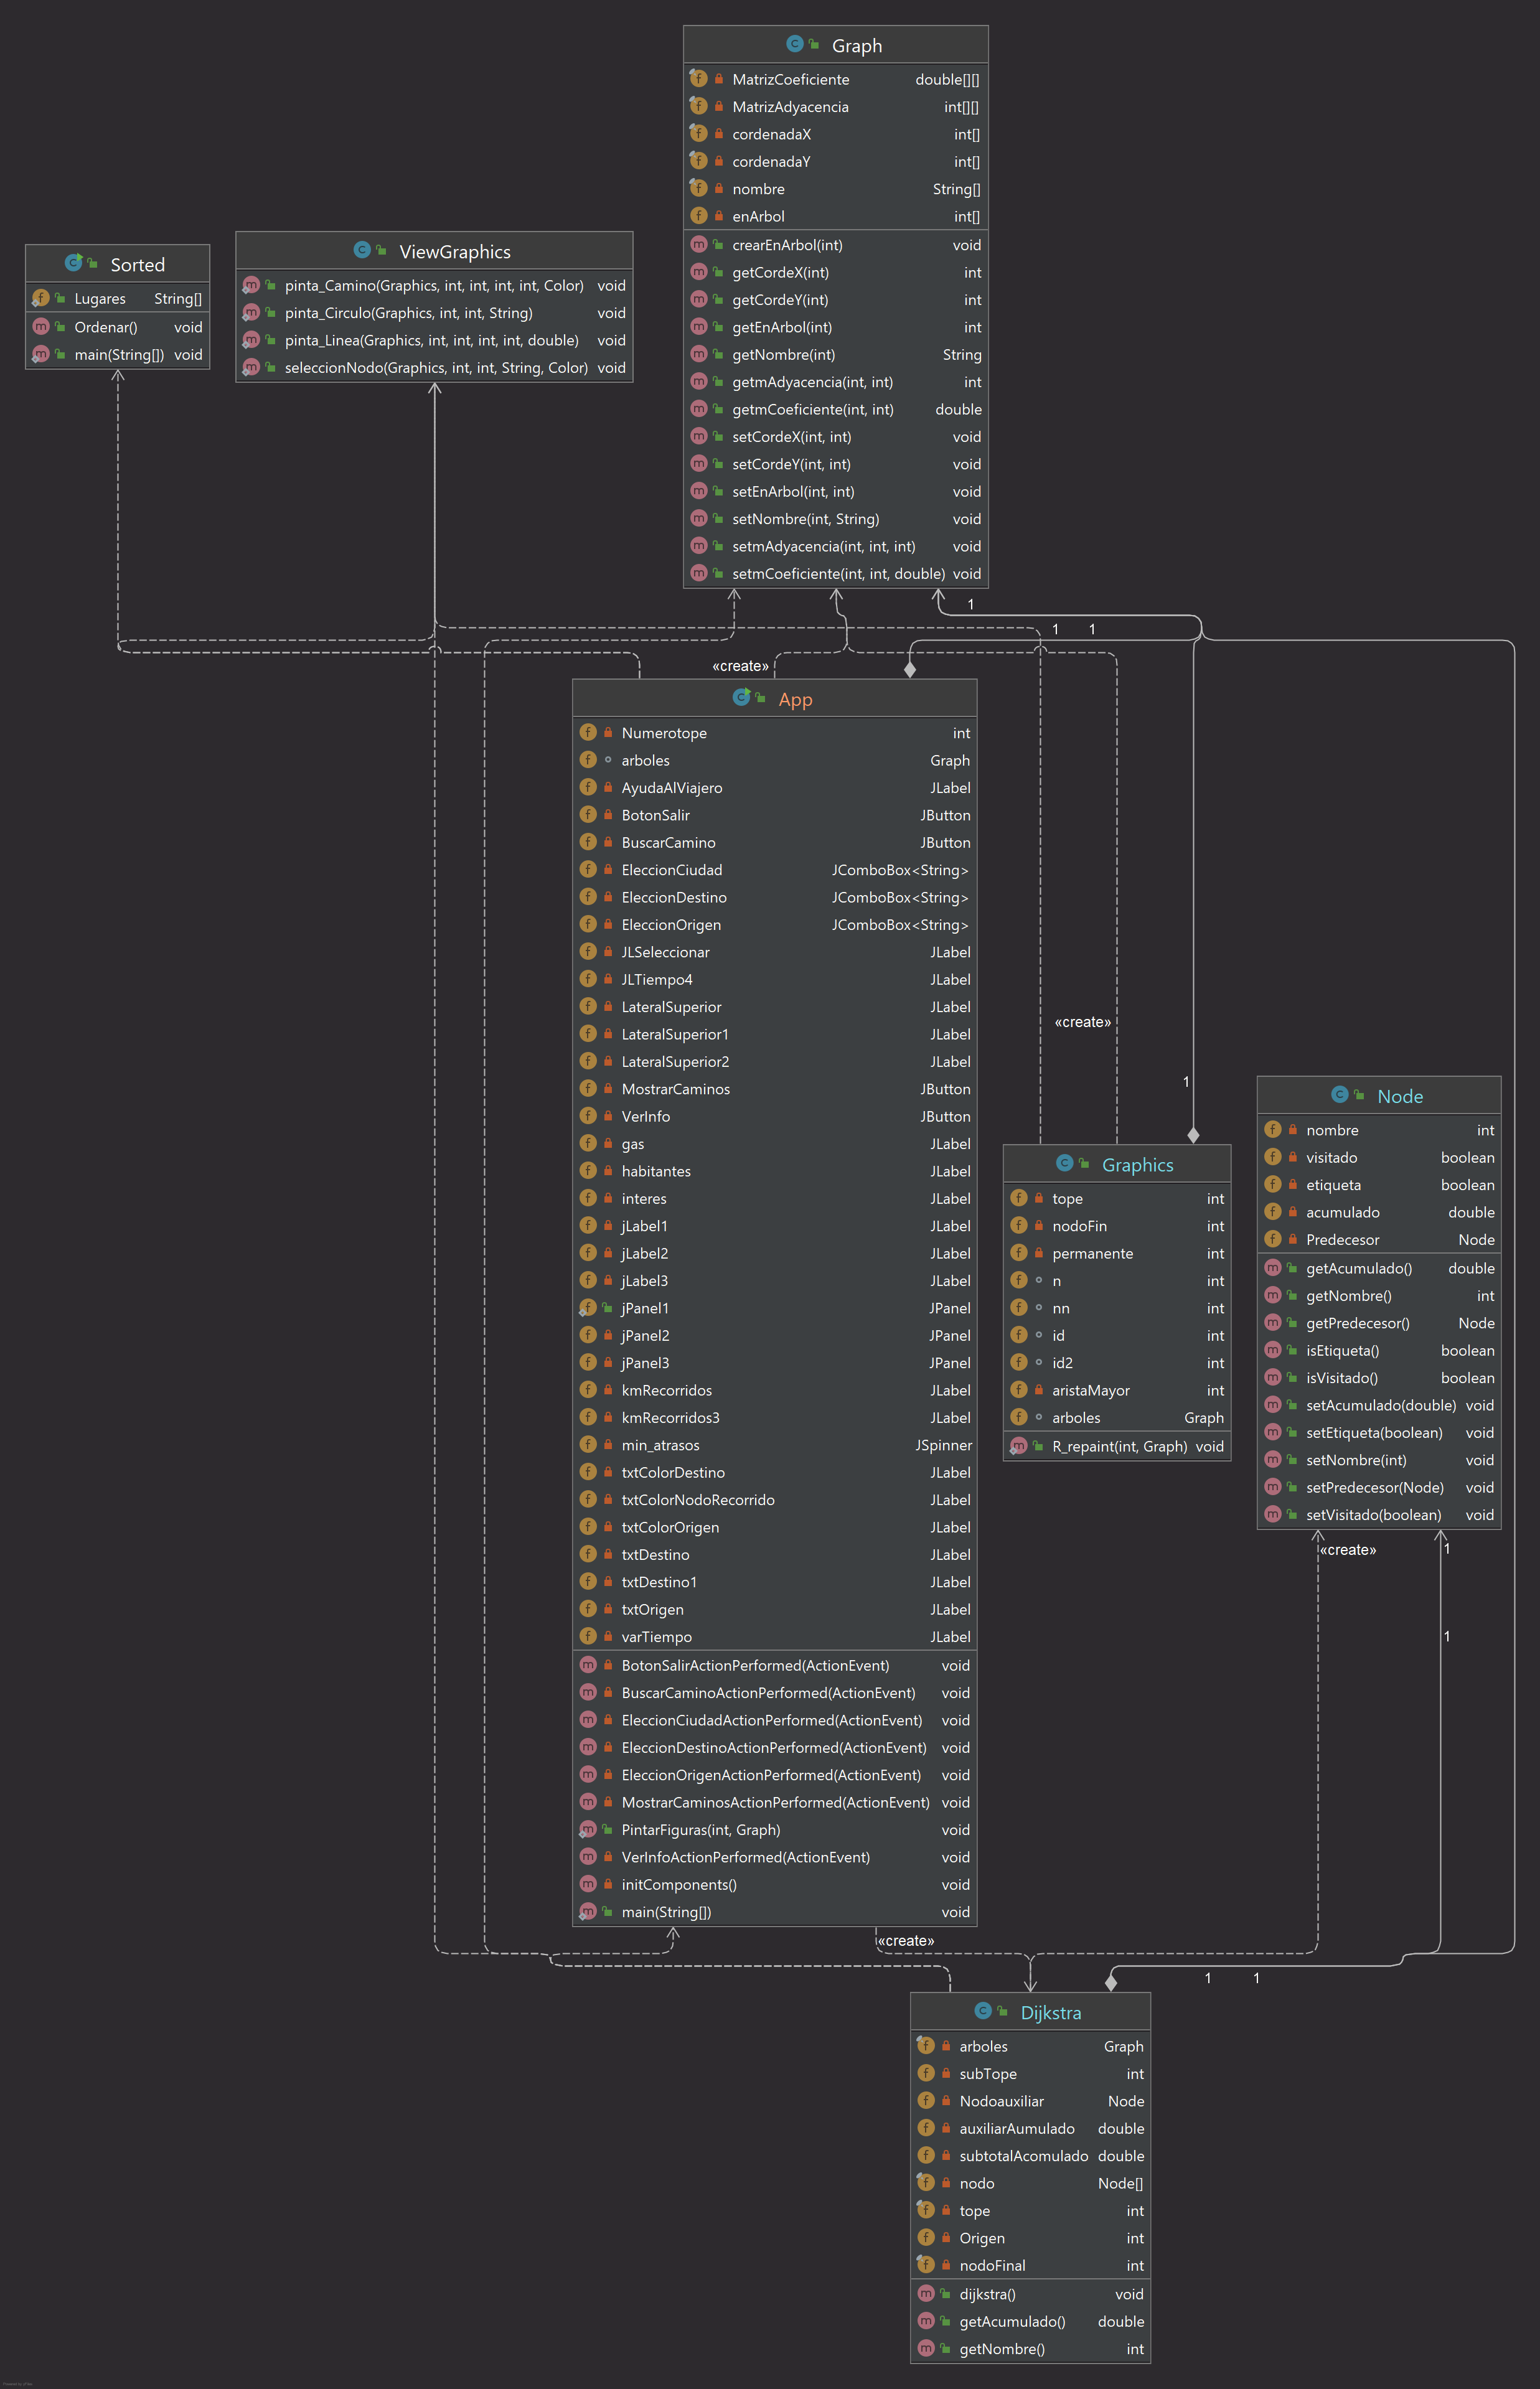 Graph
MatrizCoeficiente double[][]
MatrizAdyacencia int[][]
cordenadaX int[]
cordenadaY int[]
nombre String[]
enArbol int[]
crearEnArbol(int) void
getCordeX(int) int
getCordeY(int) int
getEnArbol(int) int
getNombre(int) String
getmAdyacencia(int, int) int
getmCoeficiente(int, int) double
setCordeX(int, int) void
setCordeY(int, int) void
setEnArbol(int, int) void
setNombre(int, String) void
setmAdyacencia(int, int, int) void
setmCoeficiente(int, int, double) void
Sorted
Lugares String[]
Ordenar() void
main(String[]) void
ViewGraphics
pinta_Camino(Graphics, int, int, int, int, Color) void
pinta_Circulo(Graphics, int, int, String) void
pinta_Linea(Graphics, int, int, int, int, double) void
seleccionNodo(Graphics, int, int, String, Color) void
1
1 1
«create»
App
Numerotope int
arboles Graph
AyudaAlViajero JLabel
BotonSalir JButton
BuscarCamino JButton
EleccionCiudad JComboBox<String>
EleccionDestino JComboBox<String>
EleccionOrigen JComboBox<String>
JLSeleccionar JLabel
JLTiempo4 JLabel
LateralSuperior JLabel
LateralSuperior1 JLabel
LateralSuperior2 JLabel
MostrarCaminos JButton
VerInfo JButton
gas JLabel
habitantes JLabel
interes JLabel
jLabel1 JLabel
jLabel2 JLabel
jLabel3 JLabel
jPanel1 JPanel
jPanel2 JPanel
jPanel3 JPanel
kmRecorridos JLabel
kmRecorridos3 JLabel
min_atrasos JSpinner
txtColorDestino JLabel
txtColorNodoRecorrido JLabel
txtColorOrigen JLabel
txtDestino JLabel
txtDestino1 JLabel
txtOrigen JLabel
varTiempo JLabel
BotonSalirActionPerformed(ActionEvent) void
BuscarCaminoActionPerformed(ActionEvent) void
EleccionCiudadActionPerformed(ActionEvent) void
EleccionDestinoActionPerformed(ActionEvent) void
EleccionOrigenActionPerformed(ActionEvent) void
MostrarCaminosActionPerformed(ActionEvent) void
PintarFiguras(int, Graph) void
VerInfoActionPerformed(ActionEvent) void
initComponents() void
main(String[]) void
«create»
1
Graphics
tope int
nodoFin int
permanente int
n int
nn int
id int
id2 int
aristaMayor int
arboles Graph
R_repaint(int, Graph) void
Node
nombre int
visitado boolean
etiqueta boolean
acumulado double
Predecesor Node
getAcumulado() double
getNombre() int
getPredecesor() Node
isEtiqueta() boolean
isVisitado() boolean
setAcumulado(double) void
setEtiqueta(boolean) void
setNombre(int) void
setPredecesor(Node) void
setVisitado(boolean) void
«create» 1
1
«create»
1 1
Dijkstra
arboles Graph
subTope int
Nodoauxiliar Node
auxiliarAumulado double
subtotalAcomulado double
nodo Node[]
tope int
Origen int
nodoFinal int
dijkstra() void
getAcumulado() double
getNombre() int